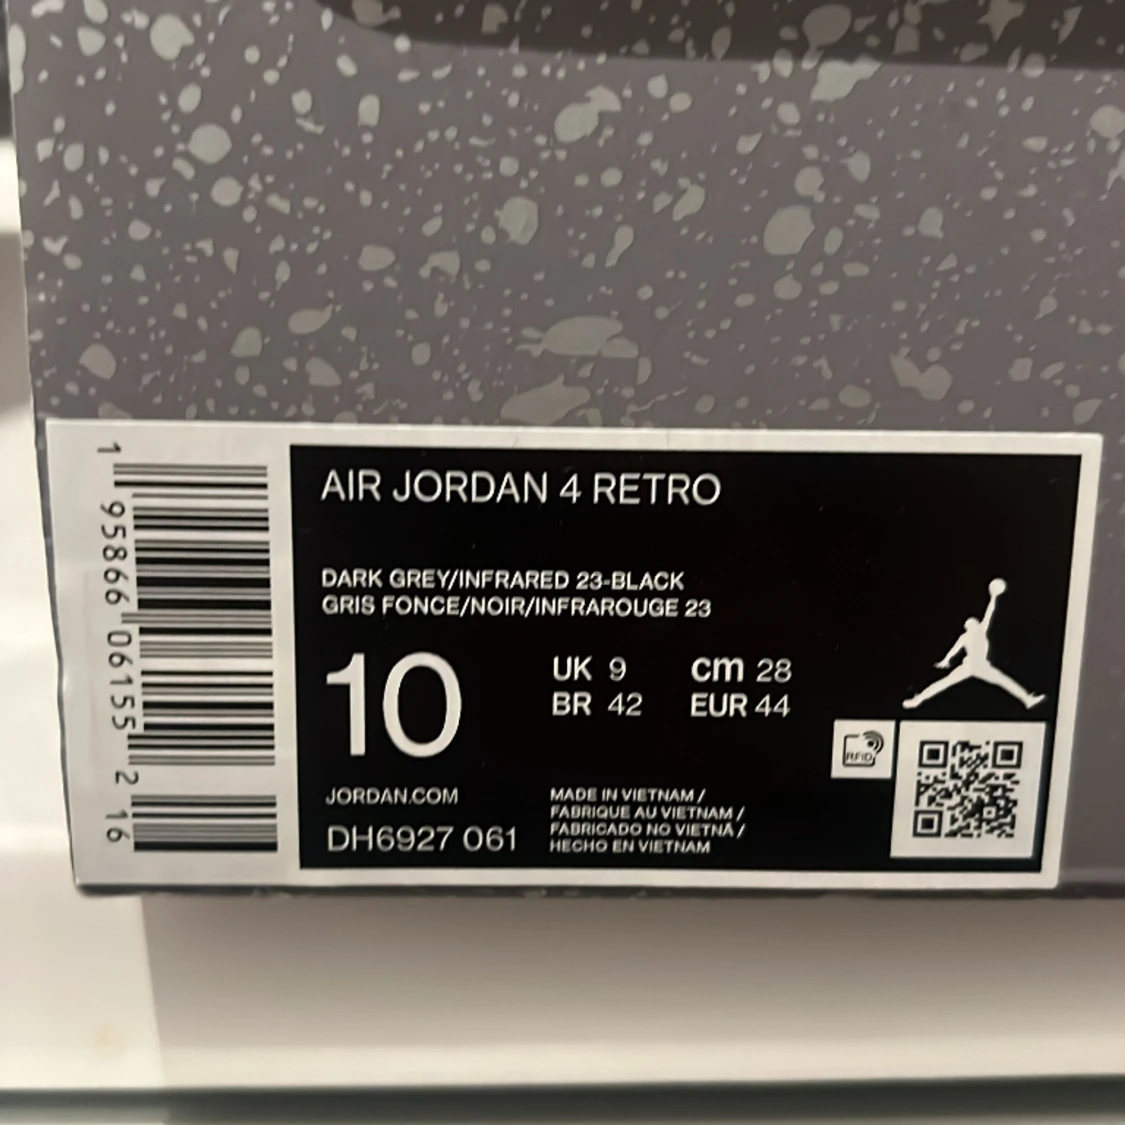 1 95866 06155 2 16
AIR JORDAN 4 RETRO
DARK GREY/INFRARED 23-BLACK
GRIS FONCE/NOIR/INFRAROUGE 23
10
UK 9 cm 28
BR 42 EUR 44
RFID
JORDAN.COM
DH6927 061
MADE IN VIETNAM /
FABRIQUE AU VIETNAM /
FABRICADO NO VIETNÃ /
HECHO EN VIETNAM